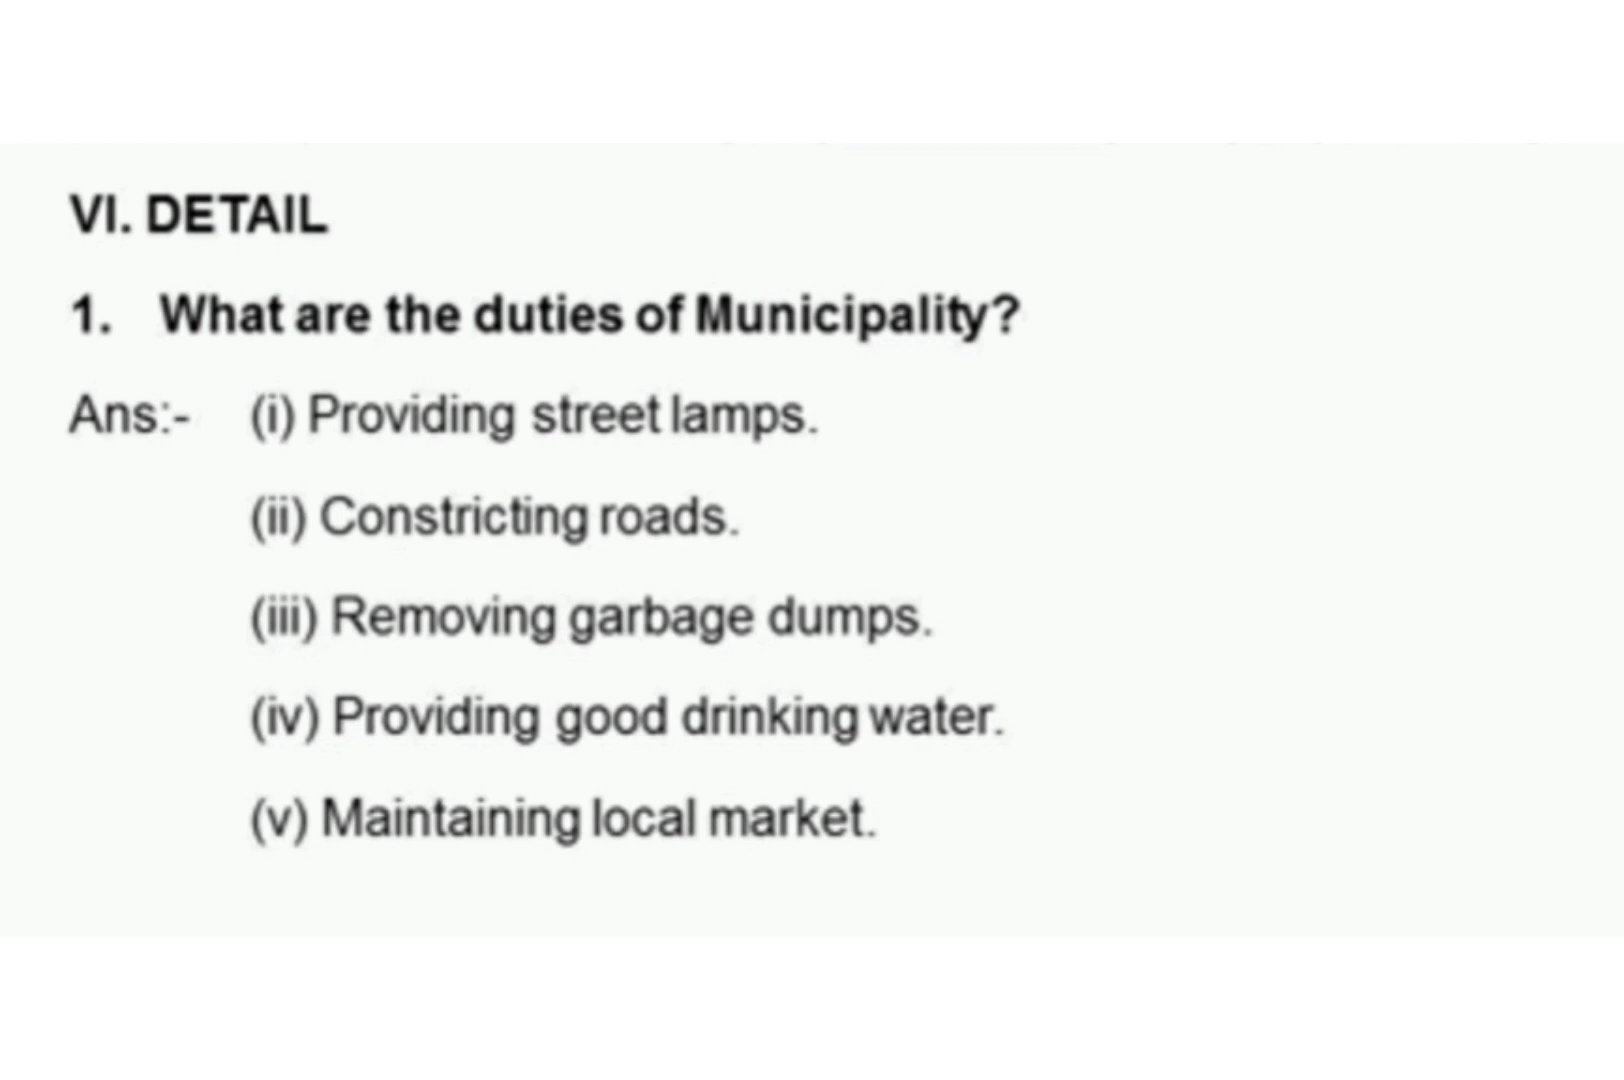 VI. DETAIL
1. What are the duties of Municipality?
Ans:- (i) Providing street lamps.
(ii) Constricting roads.
(iii) Removing garbage dumps.
(iv) Providing good drinking water.
(v) Maintaining local market.